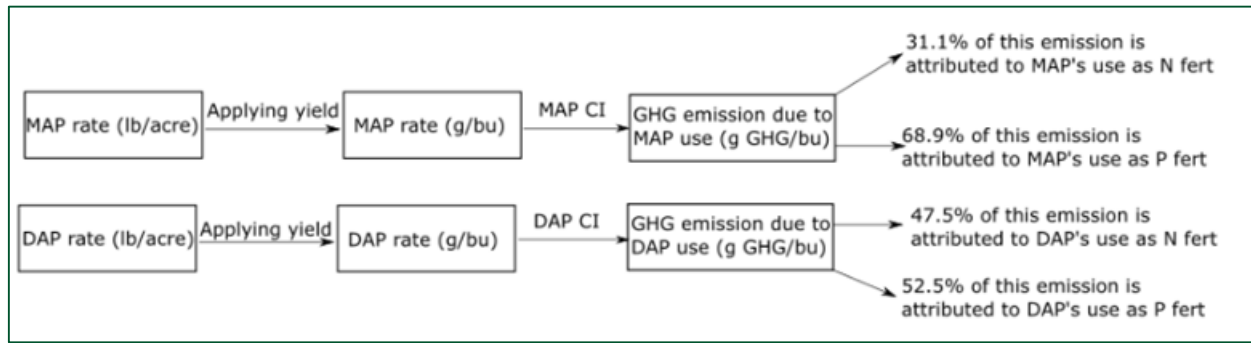 31.1% of this emission is
attributed to MAP's use as N fert
MAP rate (lb/acre)
Applying yield
MAP rate (g/bu)
MAP CI
GHG emission due to
MAP use (g GHG/bu)
68.9% of this emission is
attributed to MAP's use as P fert
DAP rate (lb/acre)
Applying yield
DAP rate (g/bu)
DAP CI
GHG emission due to
DAP use (g GHG/bu)
47.5% of this emission is
attributed to DAP's use as N fert
52.5% of this emission is
attributed to DAP's use as P fert